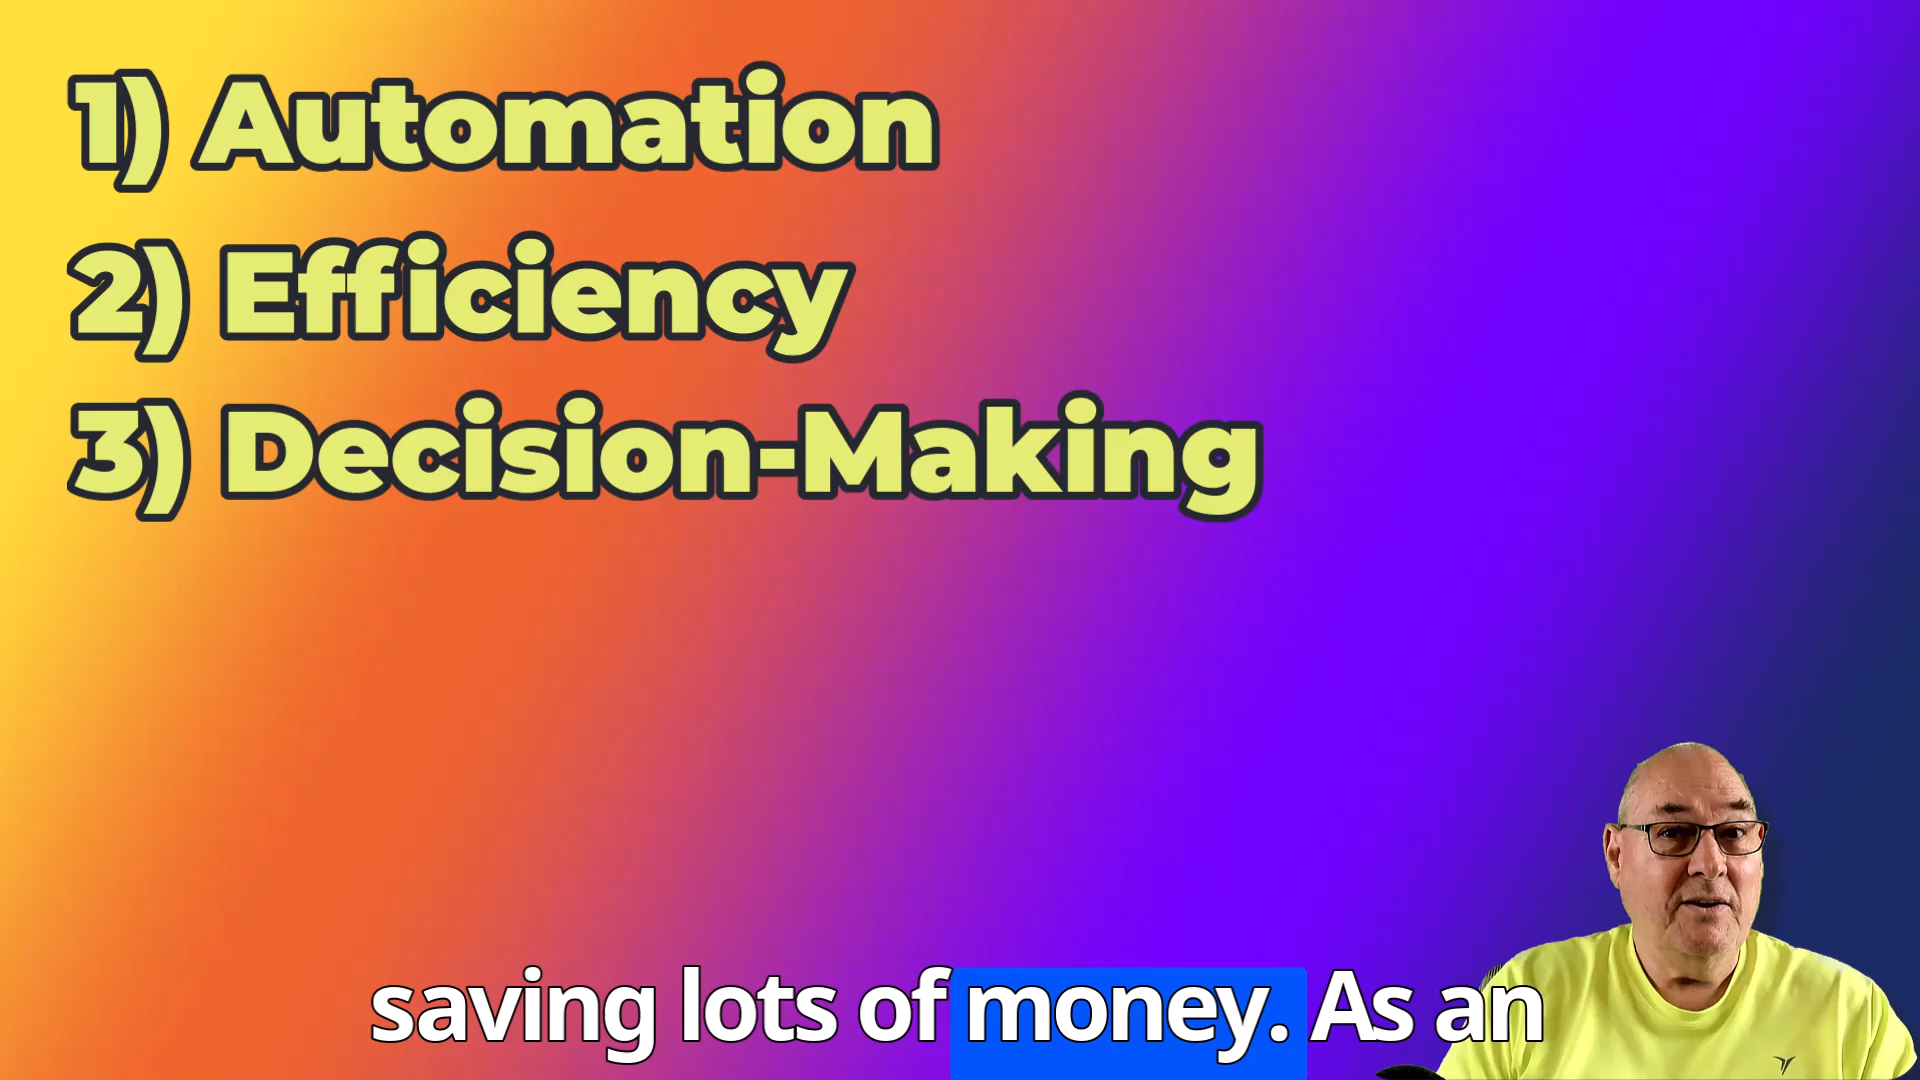 1) Automation
2) Efficiency
3) Decision-Making
saving lots of money. As an